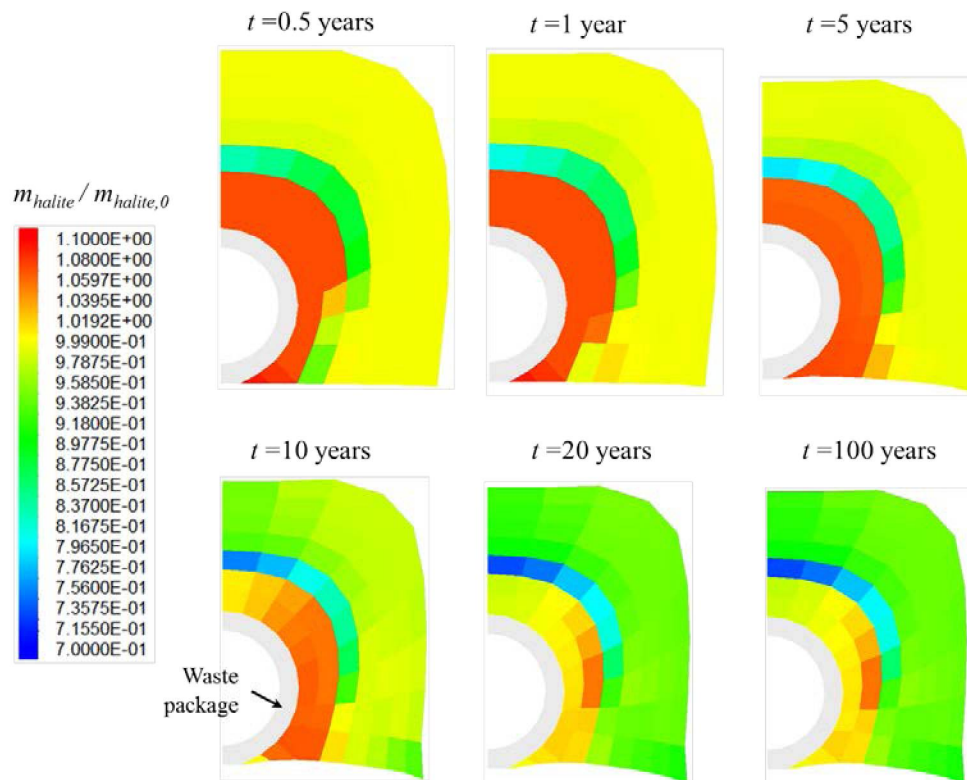 t =0.5 years
t =1 year
t =5 years
m halite / m halite,0
1.1000E+00
1.0800E+00
1.0597E+00
1.0395E+00
1.0192E+00
9.9900E-01
9.7875E-01
9.5850E-01
9.3825E-01
9.1800E-01
8.9775E-01
8.7750E-01
8.5725E-01
8.3700E-01
8.1675E-01
7.9650E-01
7.7625E-01
7.5600E-01
7.3575E-01
7.1550E-01
7.0000E-01
t =10 years
t =20 years
t =100 years
Waste
package